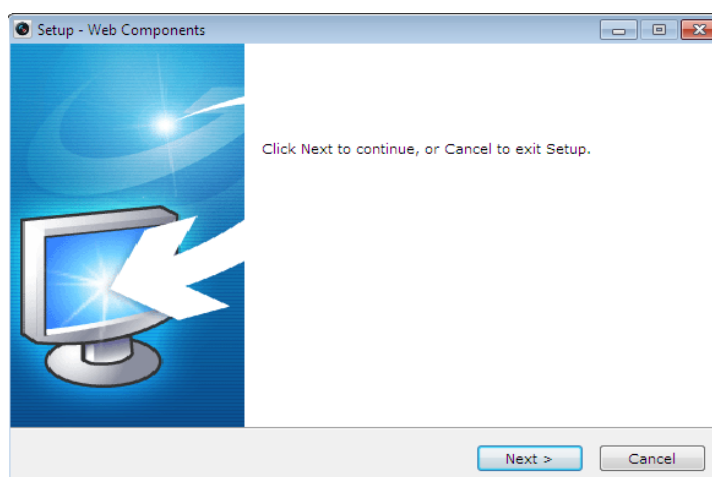 Setup - Web Components
Click Next to continue, or Cancel to exit Setup.
Next >
Cancel